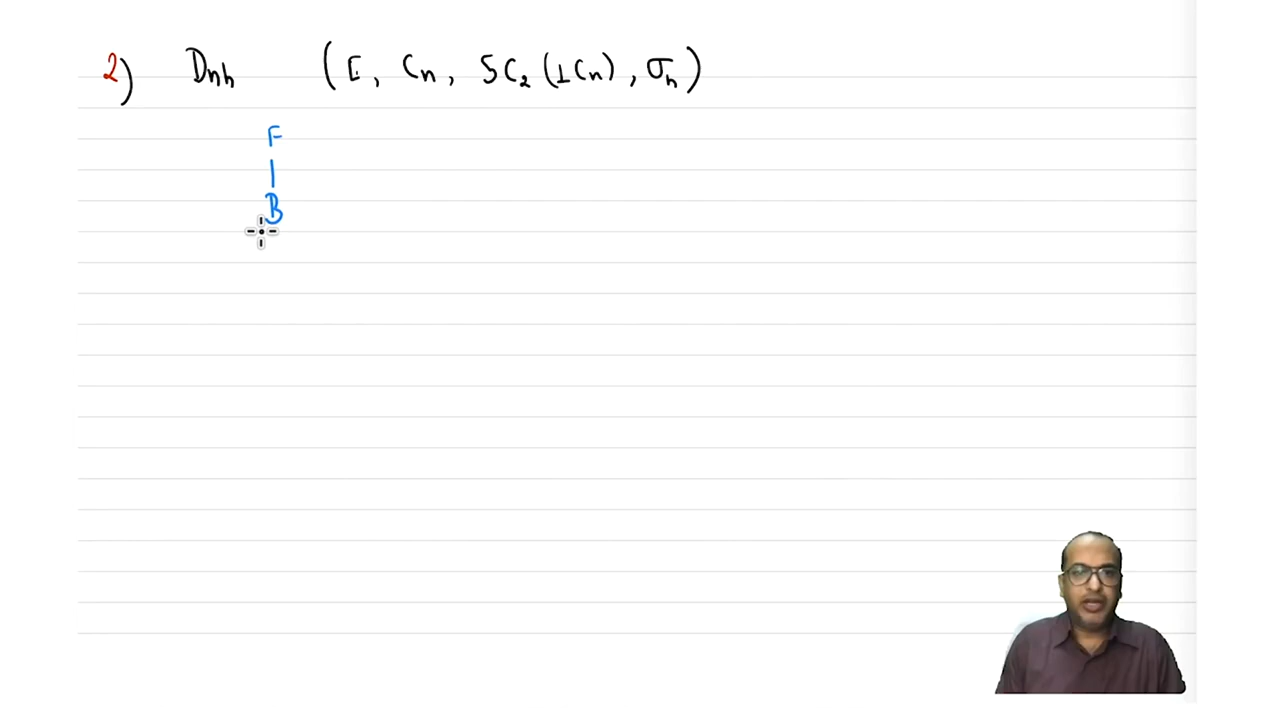 2) Dnh (E, Cn, 5C₂ (⊥Cn), σh)
F
|
B